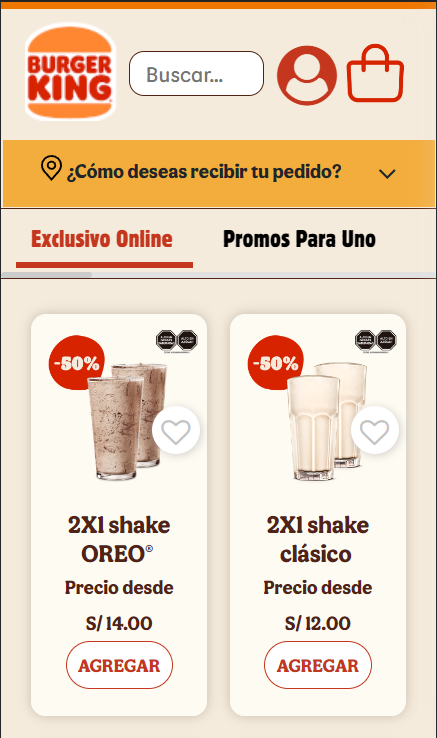 BURGER
KING
Buscar...
¿Cómo deseas recibir tu pedido?
Exclusivo Online
Promos Para Uno
-50%
2X1 shake
OREO®
Precio desde
S/ 14.00
AGREGAR
-50%
2X1 shake
clásico
Precio desde
S/ 12.00
AGREGAR